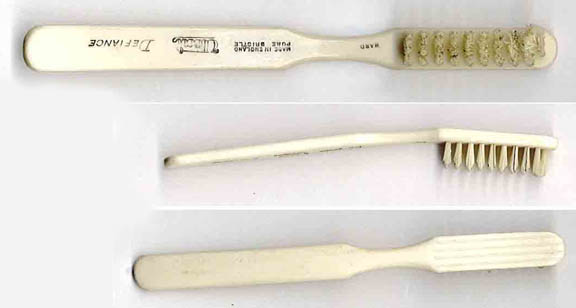 DEFIANCE
MADE IN ENGLAND
PURE BRISTLE
HARD